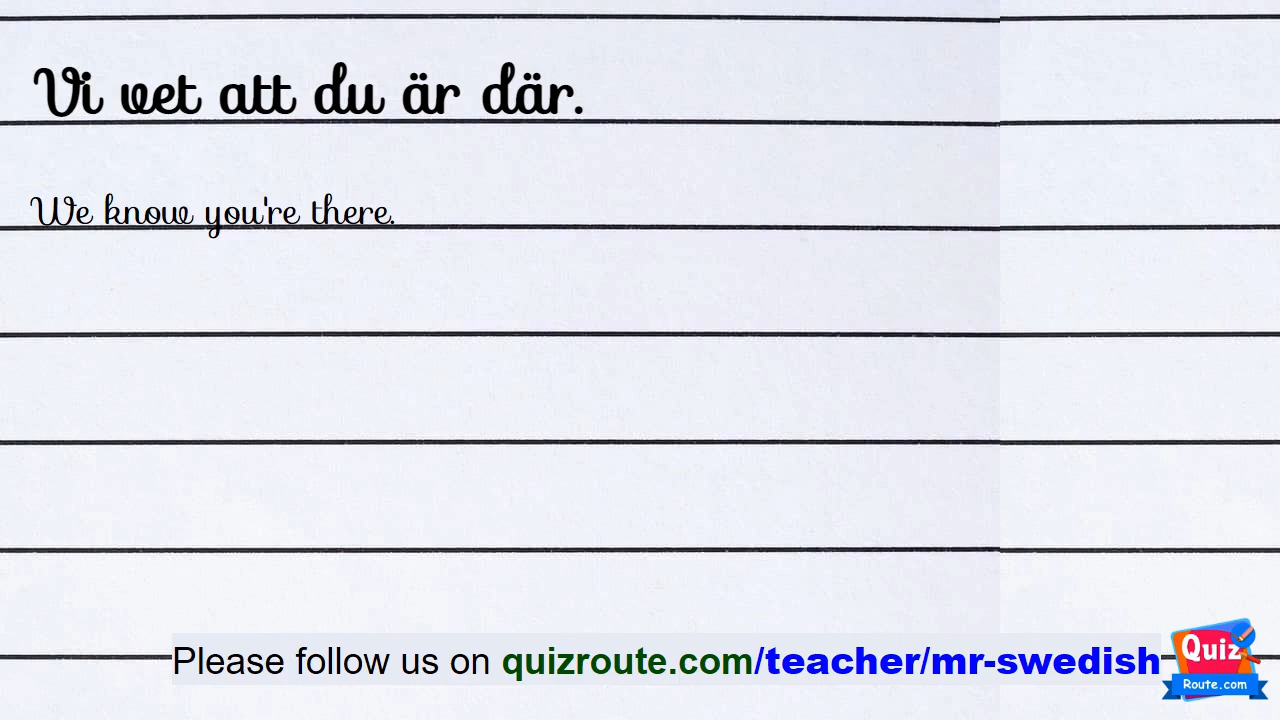 Vi vet att du är där.
We know you're there.
Please follow us on quizroute.com/teacher/mr-swedish
Quiz
Route.com